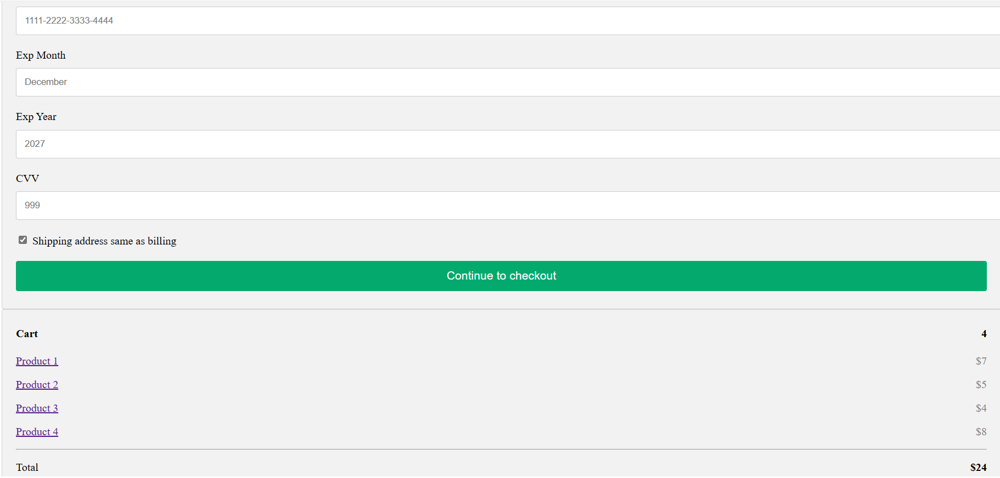 1111-2222-3333-4444
Exp Month
December
Exp Year
2027
CVV
999
Shipping address same as billing
Continue to checkout
Cart 4
Product 1 $7
Product 2 $5
Product 3 $4
Product 4 $8
Total $24